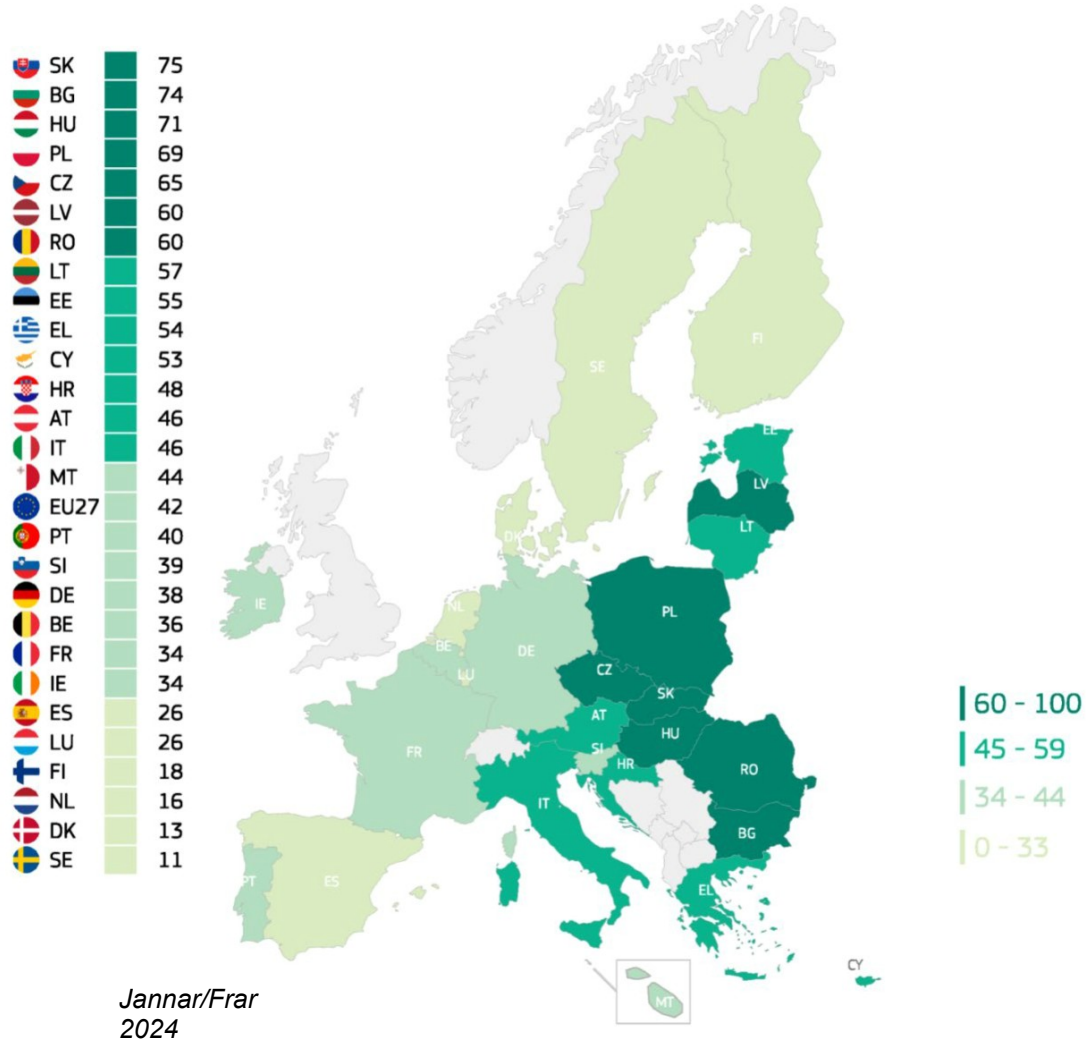 SK 75
BG 74
HU 71
PL 69
CZ 65
LV 60
RO 60
LT 57
EE 55
EL 54
CY 53
HR 48
AT 46
IT 46
MT 44
EU27 42
PT 40
SI 39
DE 38
BE 36
FR 34
IE 34
ES 26
LU 26
FI 18
NL 16
DK 13
SE 11
FI
SE
EE
LV
LT
DK
IE
NL
PL
BE
DE
LU
CZ
SK
AT
HU
SI
HR
FR
RO
IT
BG
PT
ES
EL
CY
MT
60 - 100
45 - 59
34 - 44
0 - 33
Jannar/Frar
2024